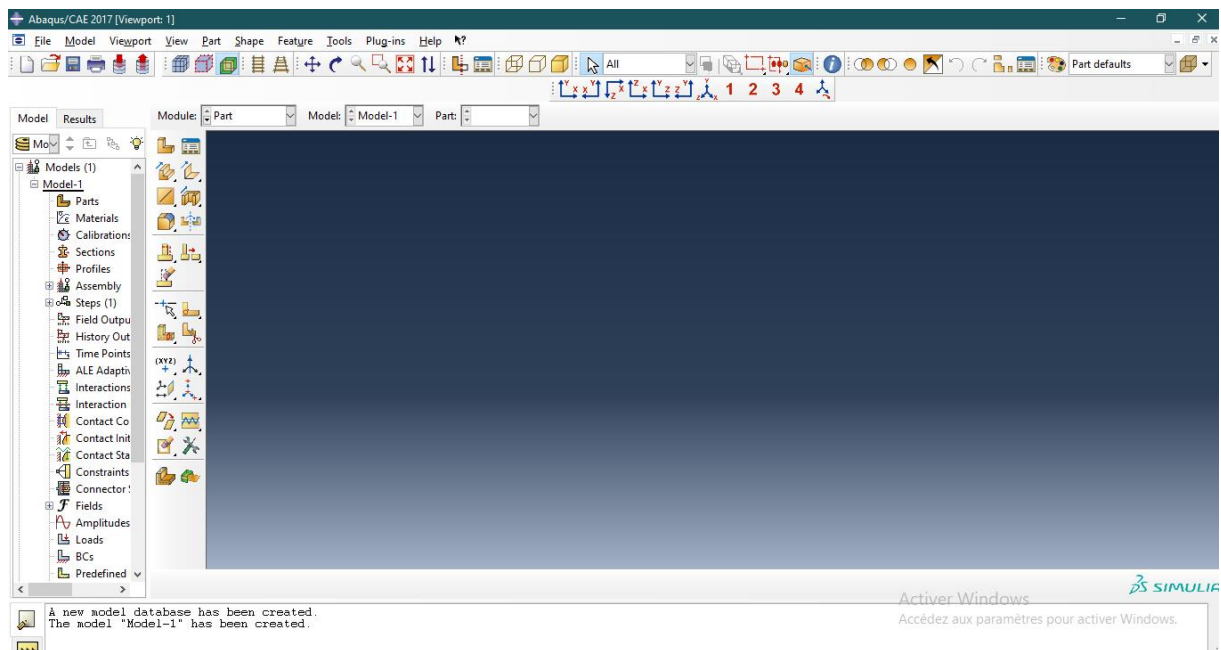 Abaqus/CAE 2017 [Viewport: 1]
File Model Viewport View Part Shape Feature Tools Plug-ins Help
All
Part defaults
1 2 3 4
Model Results
Module: Part Model: Model-1 Part:
Mo
Models (1)
Model-1
Parts
Materials
Calibrations
Sections
Profiles
Assembly
Steps (1)
Field Outpu
History Out
Time Points
ALE Adaptiv
Interactions
Interaction
Contact Co
Contact Init
Contact Sta
Constraints
Connector
Fields
Amplitudes
Loads
BCs
Predefined
SIMULIA
Activer Windows
Accédez aux paramètres pour activer Windows.
A new model database has been created.
The model "Model-1" has been created.